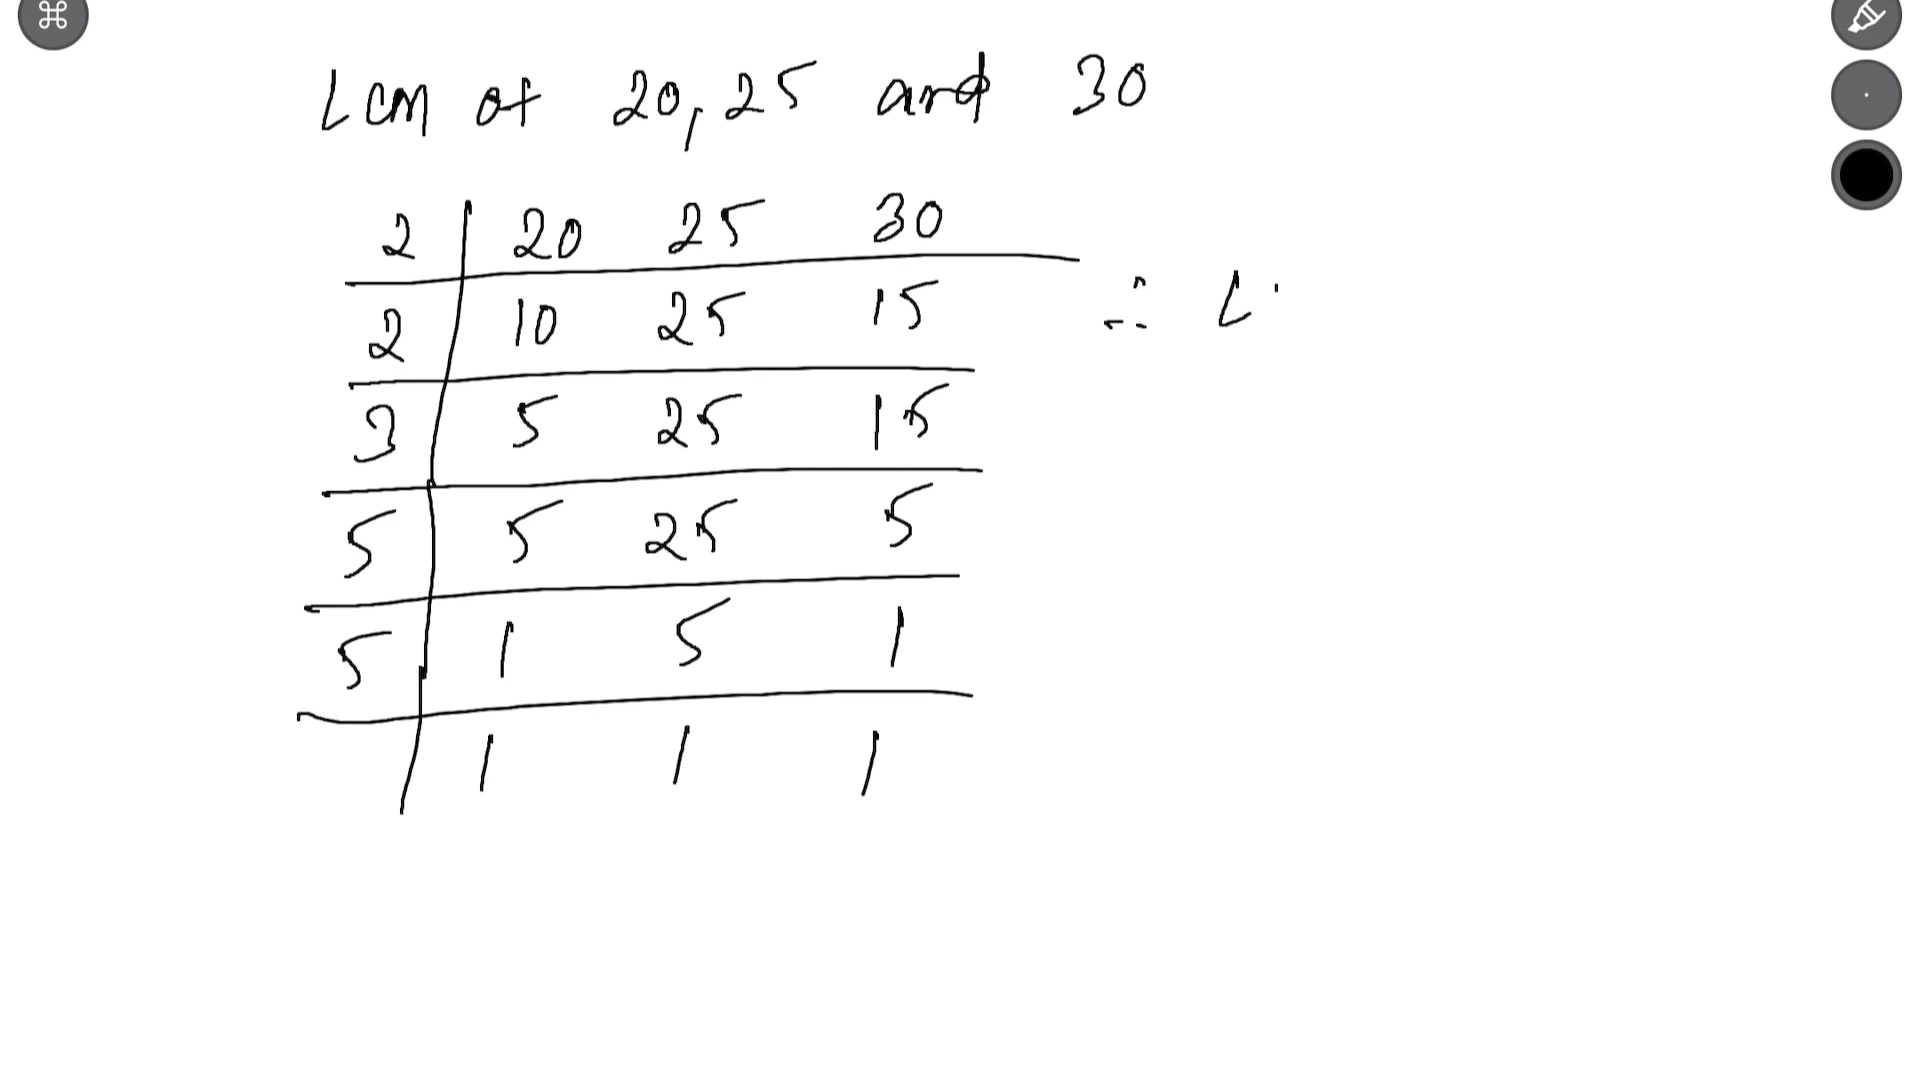 LCM of 20, 25 and 30
2 | 20 25 30
2 | 10 25 15 ∴ L.
3 | 5 25 15
5 | 5 25 5
5 | 1 5 1
| 1 1 1